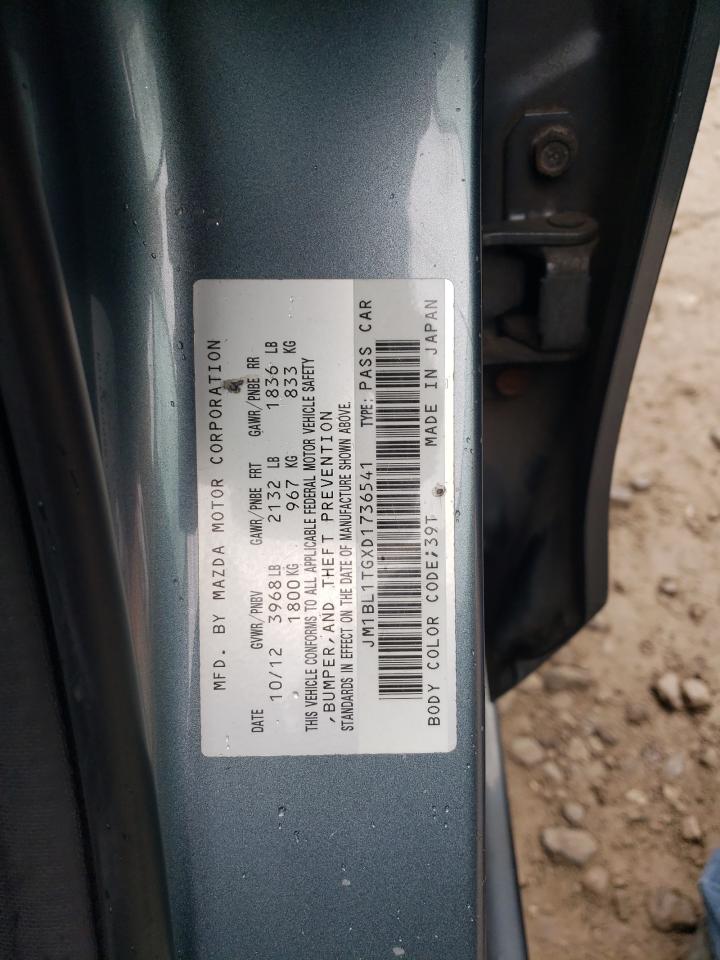 MFD. BY MAZDA MOTOR CORPORATION
DATE GVWR/PNBV GAWR/PNBE FRT GAWR/PNBE RR
10/12 3968 LB 2132 LB 1836 LB
1800 KG 967 KG 833 KG
THIS VEHICLE CONFORMS TO ALL APPLICABLE FEDERAL MOTOR VEHICLE SAFETY
,BUMPER,AND THEFT PREVENTION
STANDARDS IN EFFECT ON THE DATE OF MANUFACTURE SHOWN ABOVE.
JM1BL1TGXD1736541 TYPE: PASS CAR
BODY COLOR CODE;39T MADE IN JAPAN